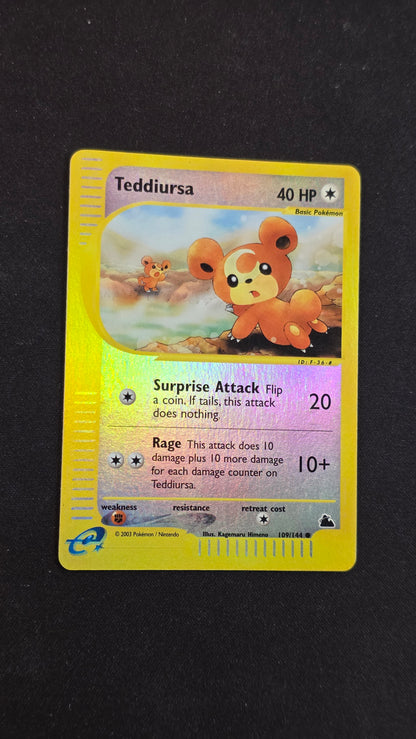 Teddiursa
40 HP
Basic Pokémon
ID: F-36-#
Surprise Attack Flip
a coin. If tails, this attack
does nothing.
20
Rage This attack does 10
damage plus 10 more damage
for each damage counter on
Teddiursa.
10+
weakness resistance retreat cost
© 2003 Pokémon / Nintendo Illus. Kagemaru Himeno 109/144
e